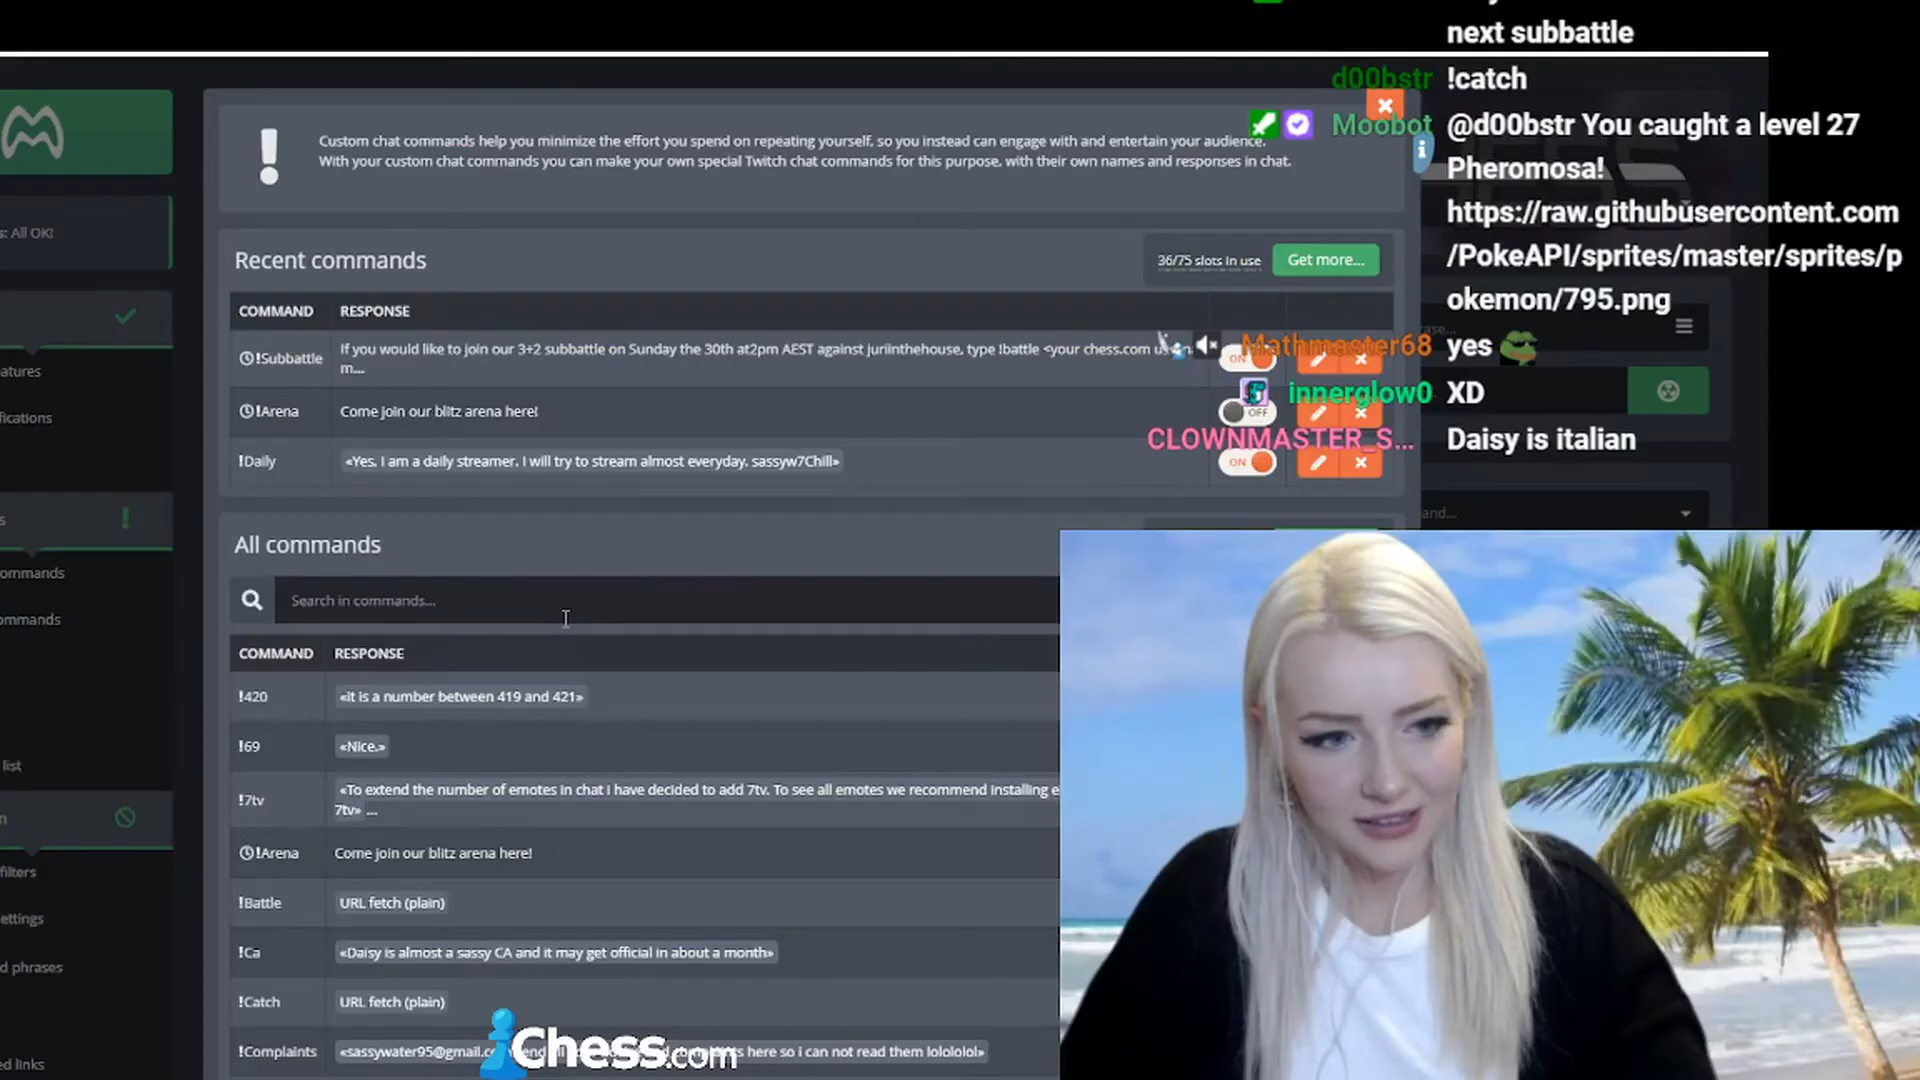 next subbattle
d00bstr !catch
Moobot @d00bstr You caught a level 27
Pheromosa!
https://raw.githubusercontent.com
/PokeAPI/sprites/master/sprites/p
okemon/795.png
Mathmaster68 yes
innerglow0 XD
CLOWNMASTER_S... Daisy is italian
Custom chat commands help you minimize the effort you spend on repeating yourself, so you instead can engage with and entertain your audience.
With your custom chat commands you can make your own special Twitch chat commands for this purpose, with their own names and responses in chat.
s: All OK!
eatures
fications
s
ommands
ommands
list
n
filters
ettings
d phrases
ed links
Recent commands
36/75 slots in use
Get more...
COMMAND RESPONSE
!Subbattle If you would like to join our 3+2 subbattle on Sunday the 30th at2pm AEST against juriinthehouse, type !battle <your chess.com
m...
ON
!Arena Come join our blitz arena here!
OFF
!Daily «Yes, I am a daily streamer. I will try to stream almost everyday. sassyw7Chill»
ON
All commands
Search in commands...
COMMAND RESPONSE
!420 «it is a number between 419 and 421»
!69 «Nice.»
!7tv «To extend the number of emotes in chat i have decided to add 7tv. To see all emotes we recommend installing e
7tv» ...
!Arena Come join our blitz arena here!
!Battle URL fetch (plain)
!Ca «Daisy is almost a sassy CA and it may get official in about a month»
!Catch URL fetch (plain)
!Complaints «sassywater95@gmail.c here so i can not read them lolololol»
Chess.com